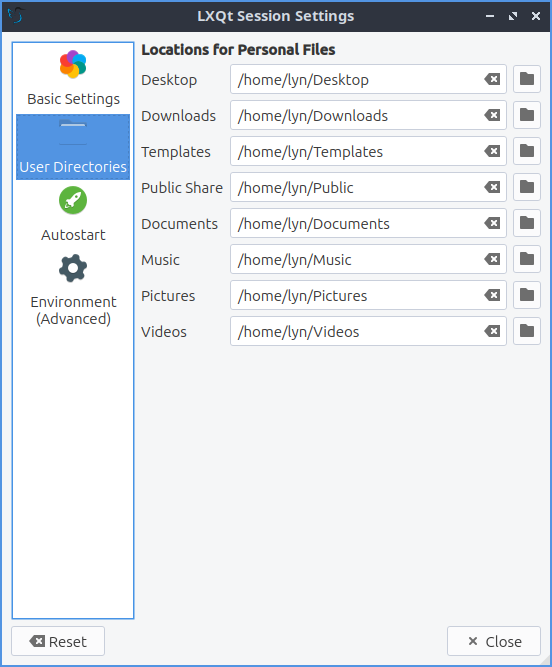 LXQt Session Settings
Basic Settings
User Directories
Autostart
Environment
(Advanced)
Locations for Personal Files
Desktop /home/lyn/Desktop
Downloads /home/lyn/Downloads
Templates /home/lyn/Templates
Public Share /home/lyn/Public
Documents /home/lyn/Documents
Music /home/lyn/Music
Pictures /home/lyn/Pictures
Videos /home/lyn/Videos
Reset
Close